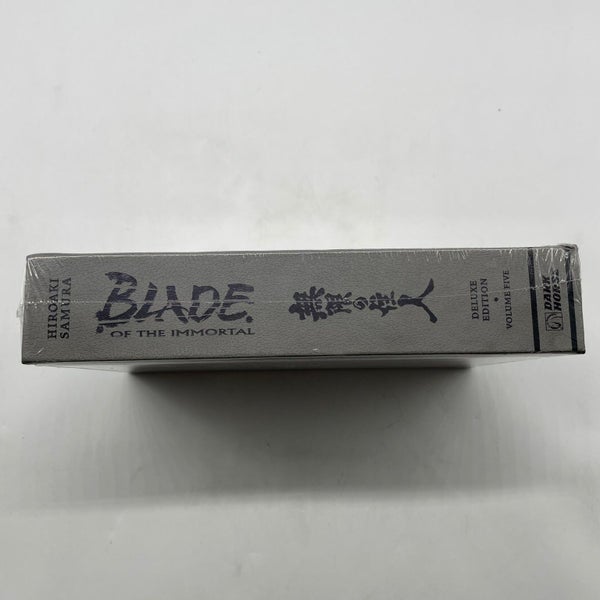 HIROAKI
SAMURA
BLADE
OF THE IMMORTAL
無限の住人
DELUXE
EDITION
•
VOLUME FIVE
DARK
HORSE